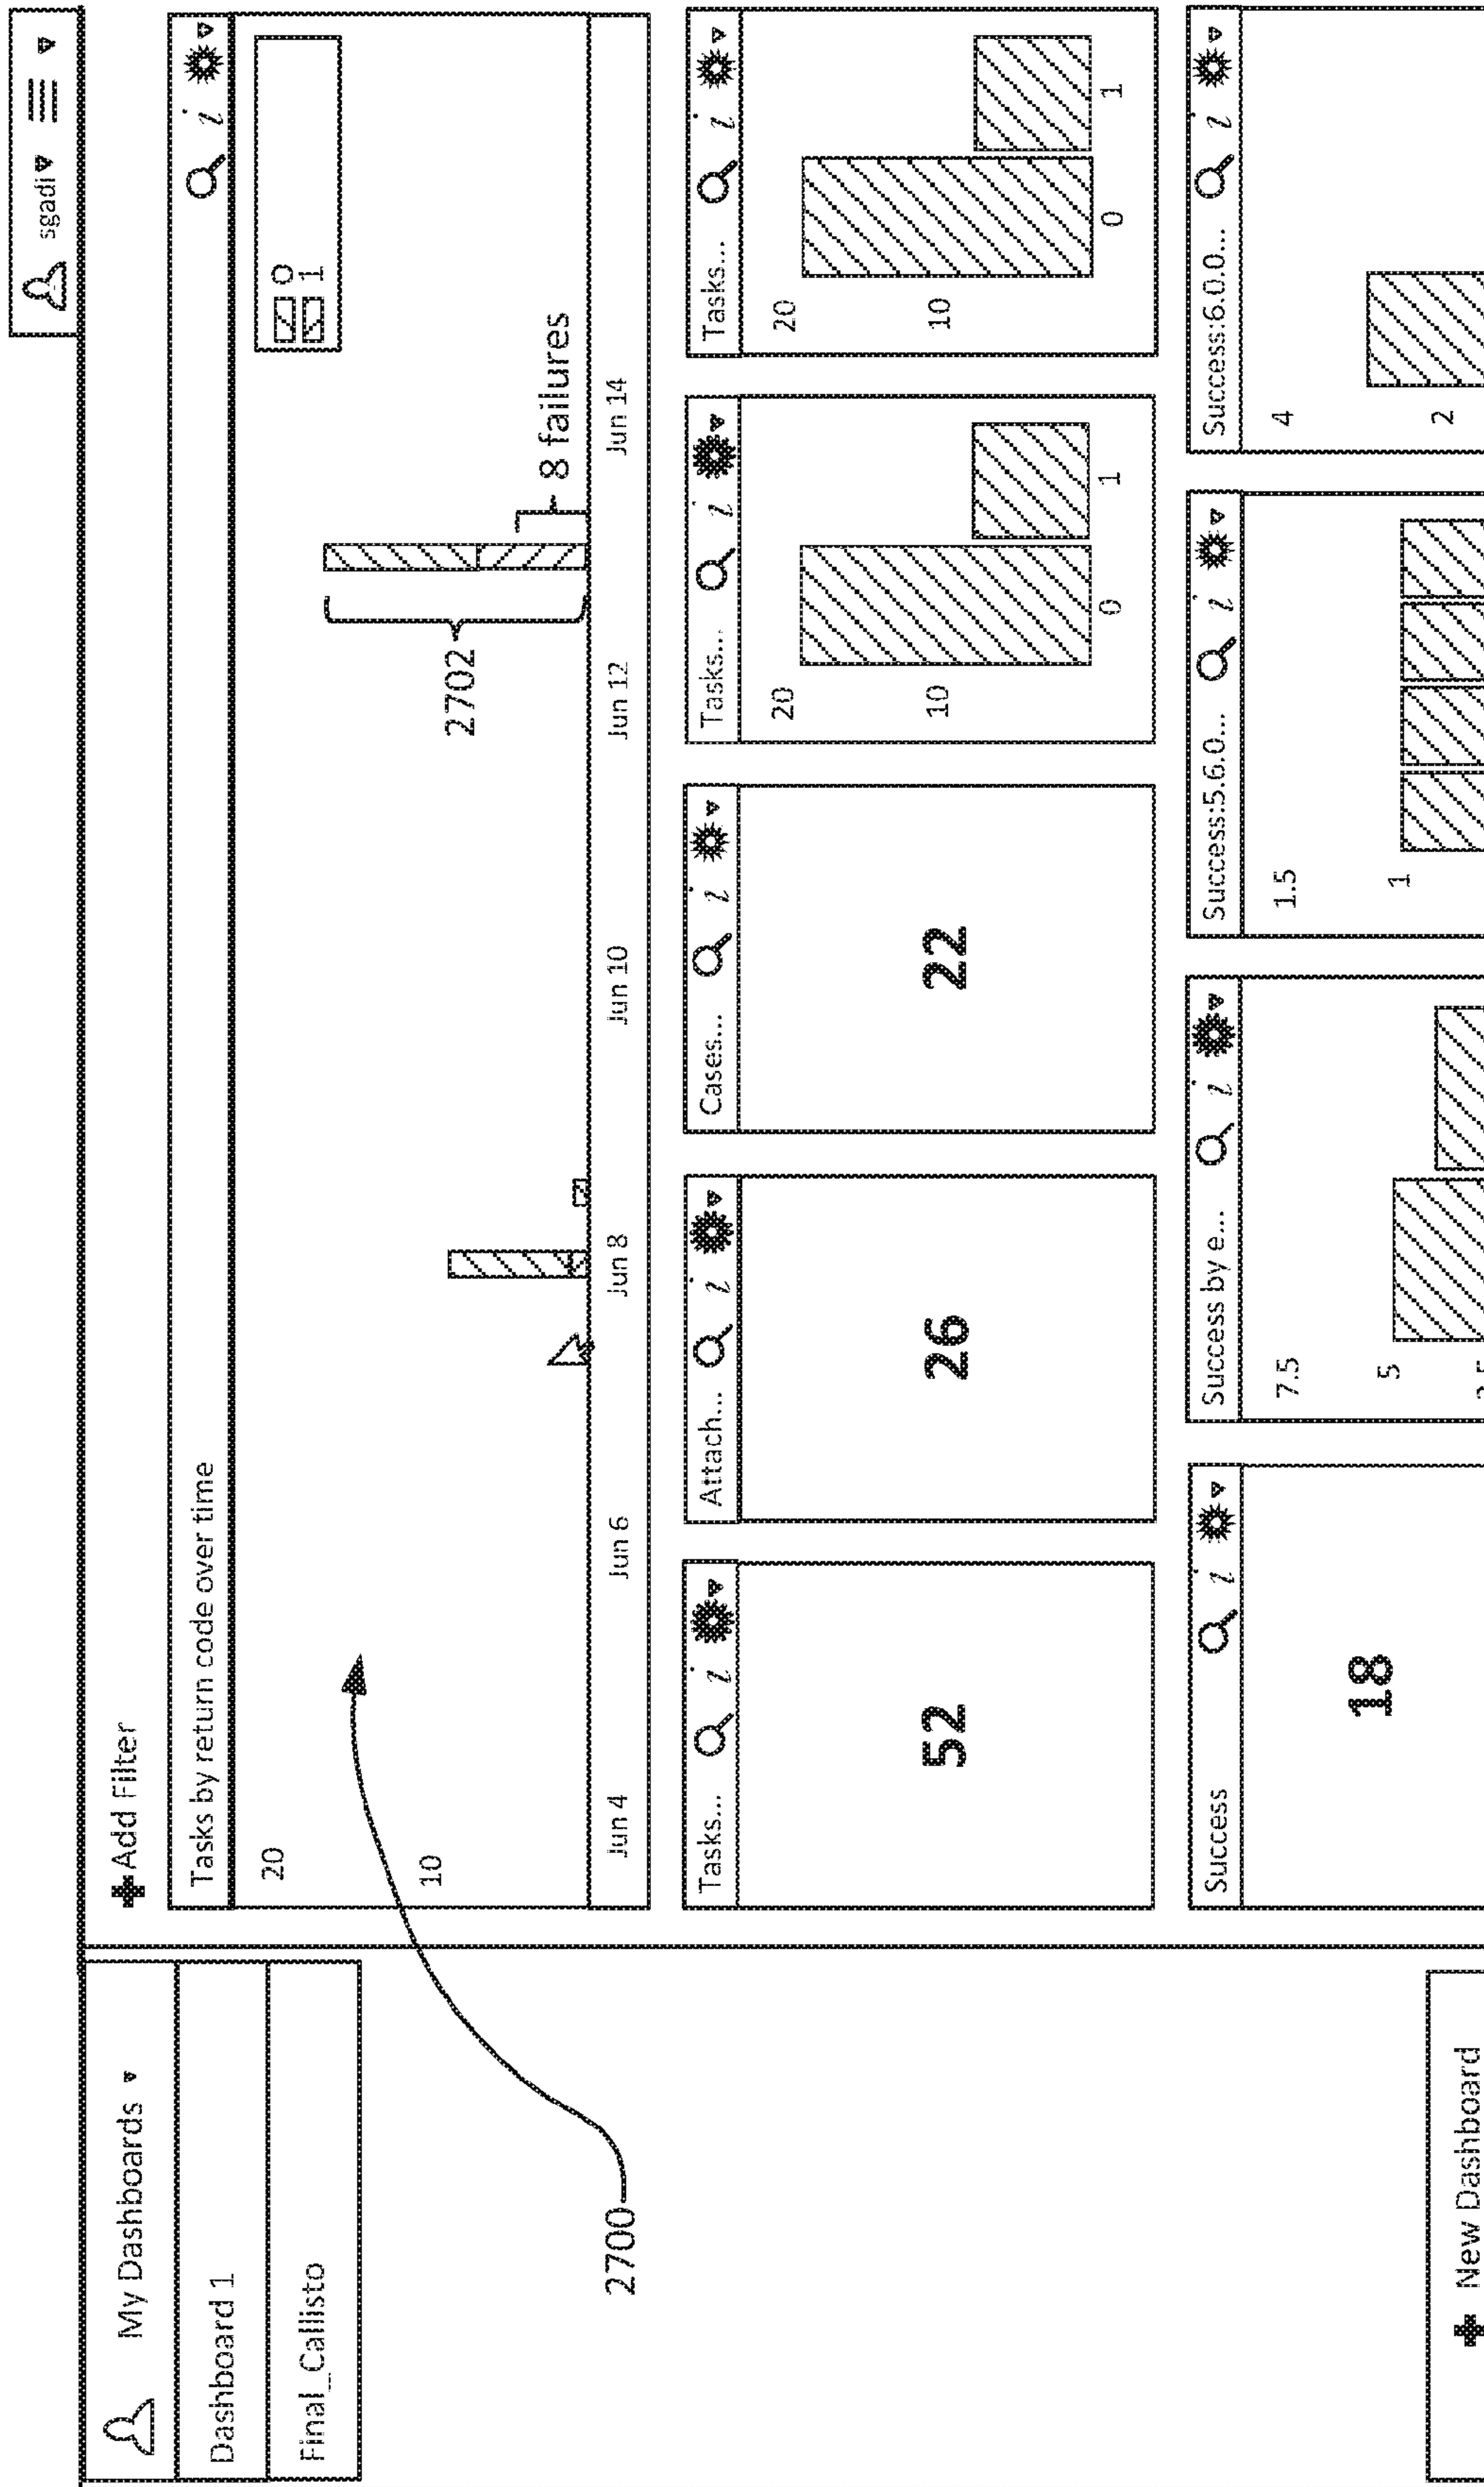 sgadi
My Dashboards
Dashboard 1
Final_Callisto
2700
New Dashboard
Add Filter
Tasks by return code over time
20
10
0
1
2702
8 failures
Jun 4 Jun 6 Jun 8 Jun 10 Jun 12 Jun 14
Tasks... i
52
Attach... i
26
Cases... i
22
Tasks... i
20
10
0 1
Tasks... i
20
10
0 1
Success i
18
Success by e... i
7.5
5
Success:5.6.0... i
1.5
1
Success:6.0.0... i
4
2